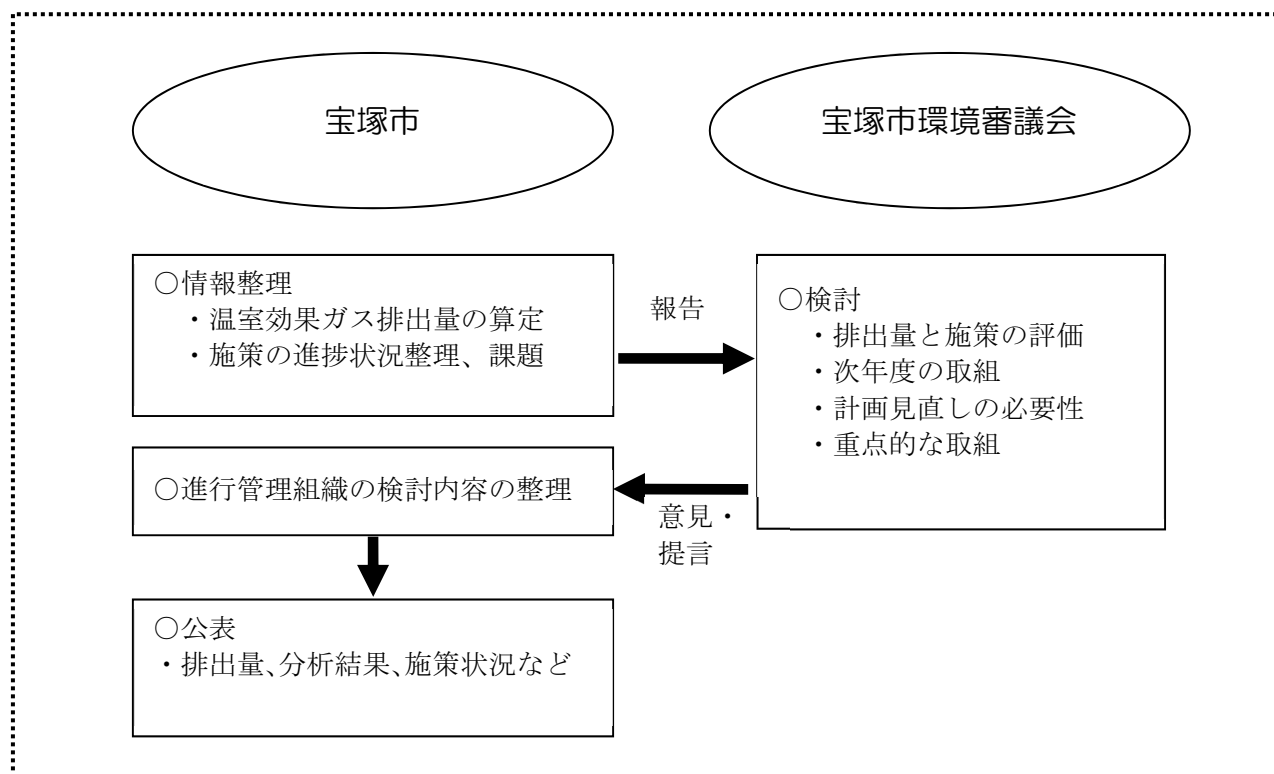 宝塚市
宝塚市環境審議会
○情報整理
・温室効果ガス排出量の算定
・施策の進捗状況整理、課題
報告
○検討
・排出量と施策の評価
・次年度の取組
・計画見直しの必要性
・重点的な取組
○進行管理組織の検討内容の整理
意見・
提言
○公表
・排出量、分析結果、施策状況など